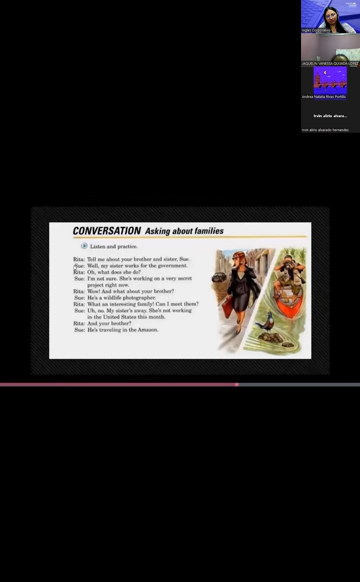 CONVERSATION Asking about families
Listen and practice.
Rita: Tell me about your brother and sister, Sue.
Sue: Well, my sister works for the government.
Rita: Oh, what does she do?
Sue: I'm not sure. She's working on a very secret
project right now.
Rita: Wow! And what about your brother?
Sue: He's a wildlife photographer.
Rita: What an interesting family! Can I meet them?
Sue: Uh, no. My sister's away. She's not working
in the United States this month.
Rita: And your brother?
Sue: He's traveling in the Amazon.